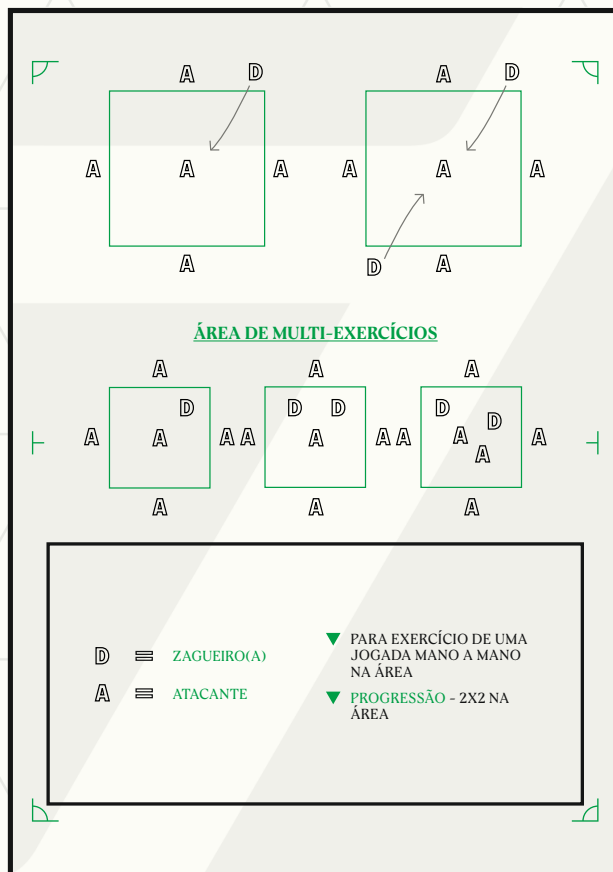 A D A D
A A A A A A
A D A
ÁREA DE MULTI-EXERCÍCIOS
A A A
D D D D D
A A A A A A A A A
A
A A A
D = ZAGUEIRO(A)
A = ATACANTE
PARA EXERCÍCIO DE UMA
JOGADA MANO A MANO
NA ÁREA
PROGRESSÃO - 2X2 NA
ÁREA